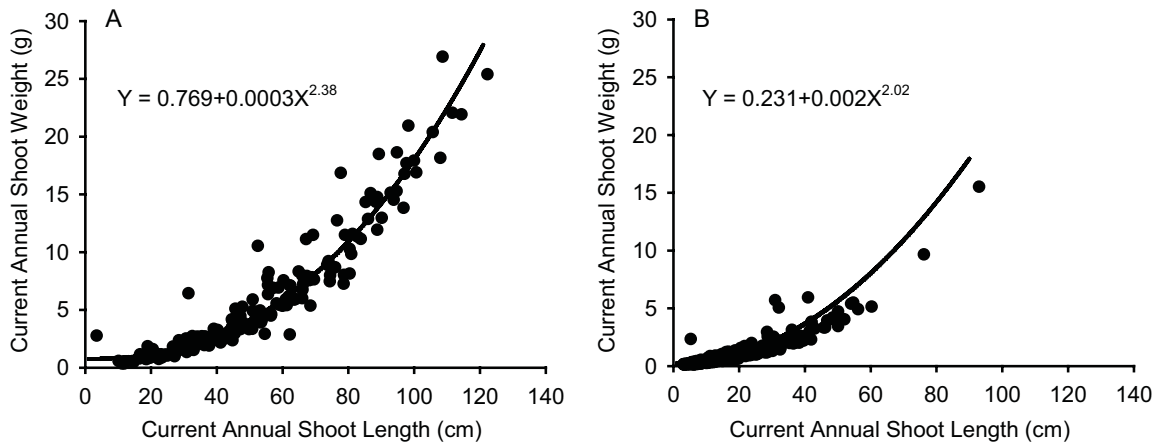 A
Current Annual Shoot Weight (g)
30
25
20
15
10
5
0
Y = 0.769+0.0003X^2.38
0 20 40 60 80 100 120 140
Current Annual Shoot Length (cm)
B
Current Annual Shoot Weight (g)
30
25
20
15
10
5
0
Y = 0.231+0.002X^2.02
0 20 40 60 80 100 120 140
Current Annual Shoot Length (cm)